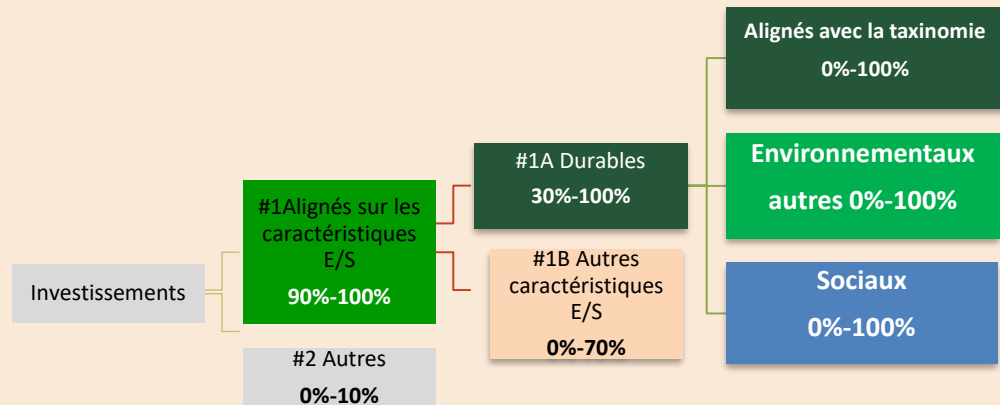 Investissements
#1Alignés sur les
caractéristiques
E/S
90%-100%
#2 Autres
0%-10%
#1A Durables
30%-100%
#1B Autres
caractéristiques
E/S
0%-70%
Alignés avec la taxinomie
0%-100%
Environnementaux
autres 0%-100%
Sociaux
0%-100%